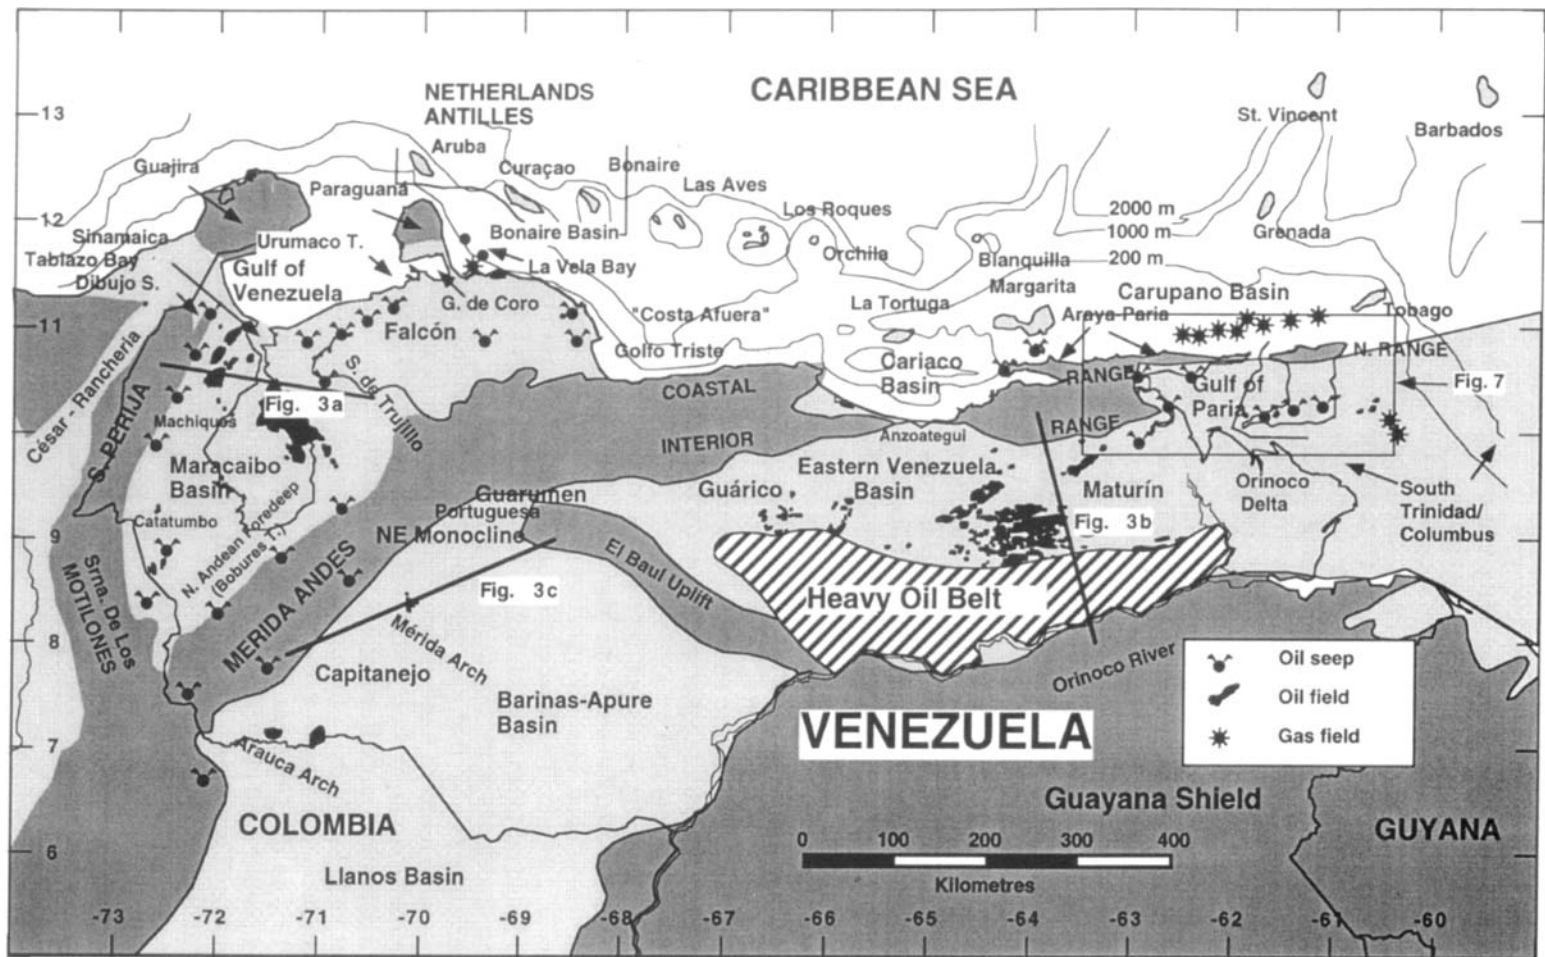 CARIBBEAN SEA
NETHERLANDS
ANTILLES
St. Vincent
Barbados
13
Aruba
Guajira
Curaçao
Bonaire
Paraguana
Las Aves
Los Roques
2000 m
1000 m
Grenada
12
Sinamaica
Urumaco T.
Bonaire Basin
Orchila
Tablazo Bay
Gulf of
Venezuela
La Vela Bay
Blanquilla
200 m
Dibujo S.
G. de Coro
Margarita
Carupano Basin
La Tortuga
"Costa Afuera"
Araya-Paria
Tobago
11
Falcón
Golfo Triste
Cariaco
Basin
N. RANGE
COASTAL
RANGE
Gulf of
Paria
Fig. 7
César - Ranchería
S. PERIJA
Fig. 3a
S. de Trujillo
Machiques
INTERIOR
RANGE
10
Anzoategui
Maracaibo
Basin
Eastern Venezuela
Basin
Guárico
Maturín
Orinoco
Delta
South
Trinidad/
Columbus
Guarumen
Portuguesa
NE Monocline
Catatumbo
N. Andean Foredeep
(Bobures T.)
Fig. 3b
9
El Baul Uplift
Srna. De Los
MOTILONES
MERIDA ANDES
Fig. 3c
Heavy Oil Belt
Mérida Arch
8
Capitanejo
Orinoco River
Oil seep
Oil field
Gas field
Barinas-Apure
Basin
VENEZUELA
7
Arauca Arch
Guayana Shield
COLOMBIA
GUYANA
0 100 200 300 400
Kilometres
6
Llanos Basin
-73 -72 -71 -70 -69 -68 -67 -66 -65 -64 -63 -62 -61 -60